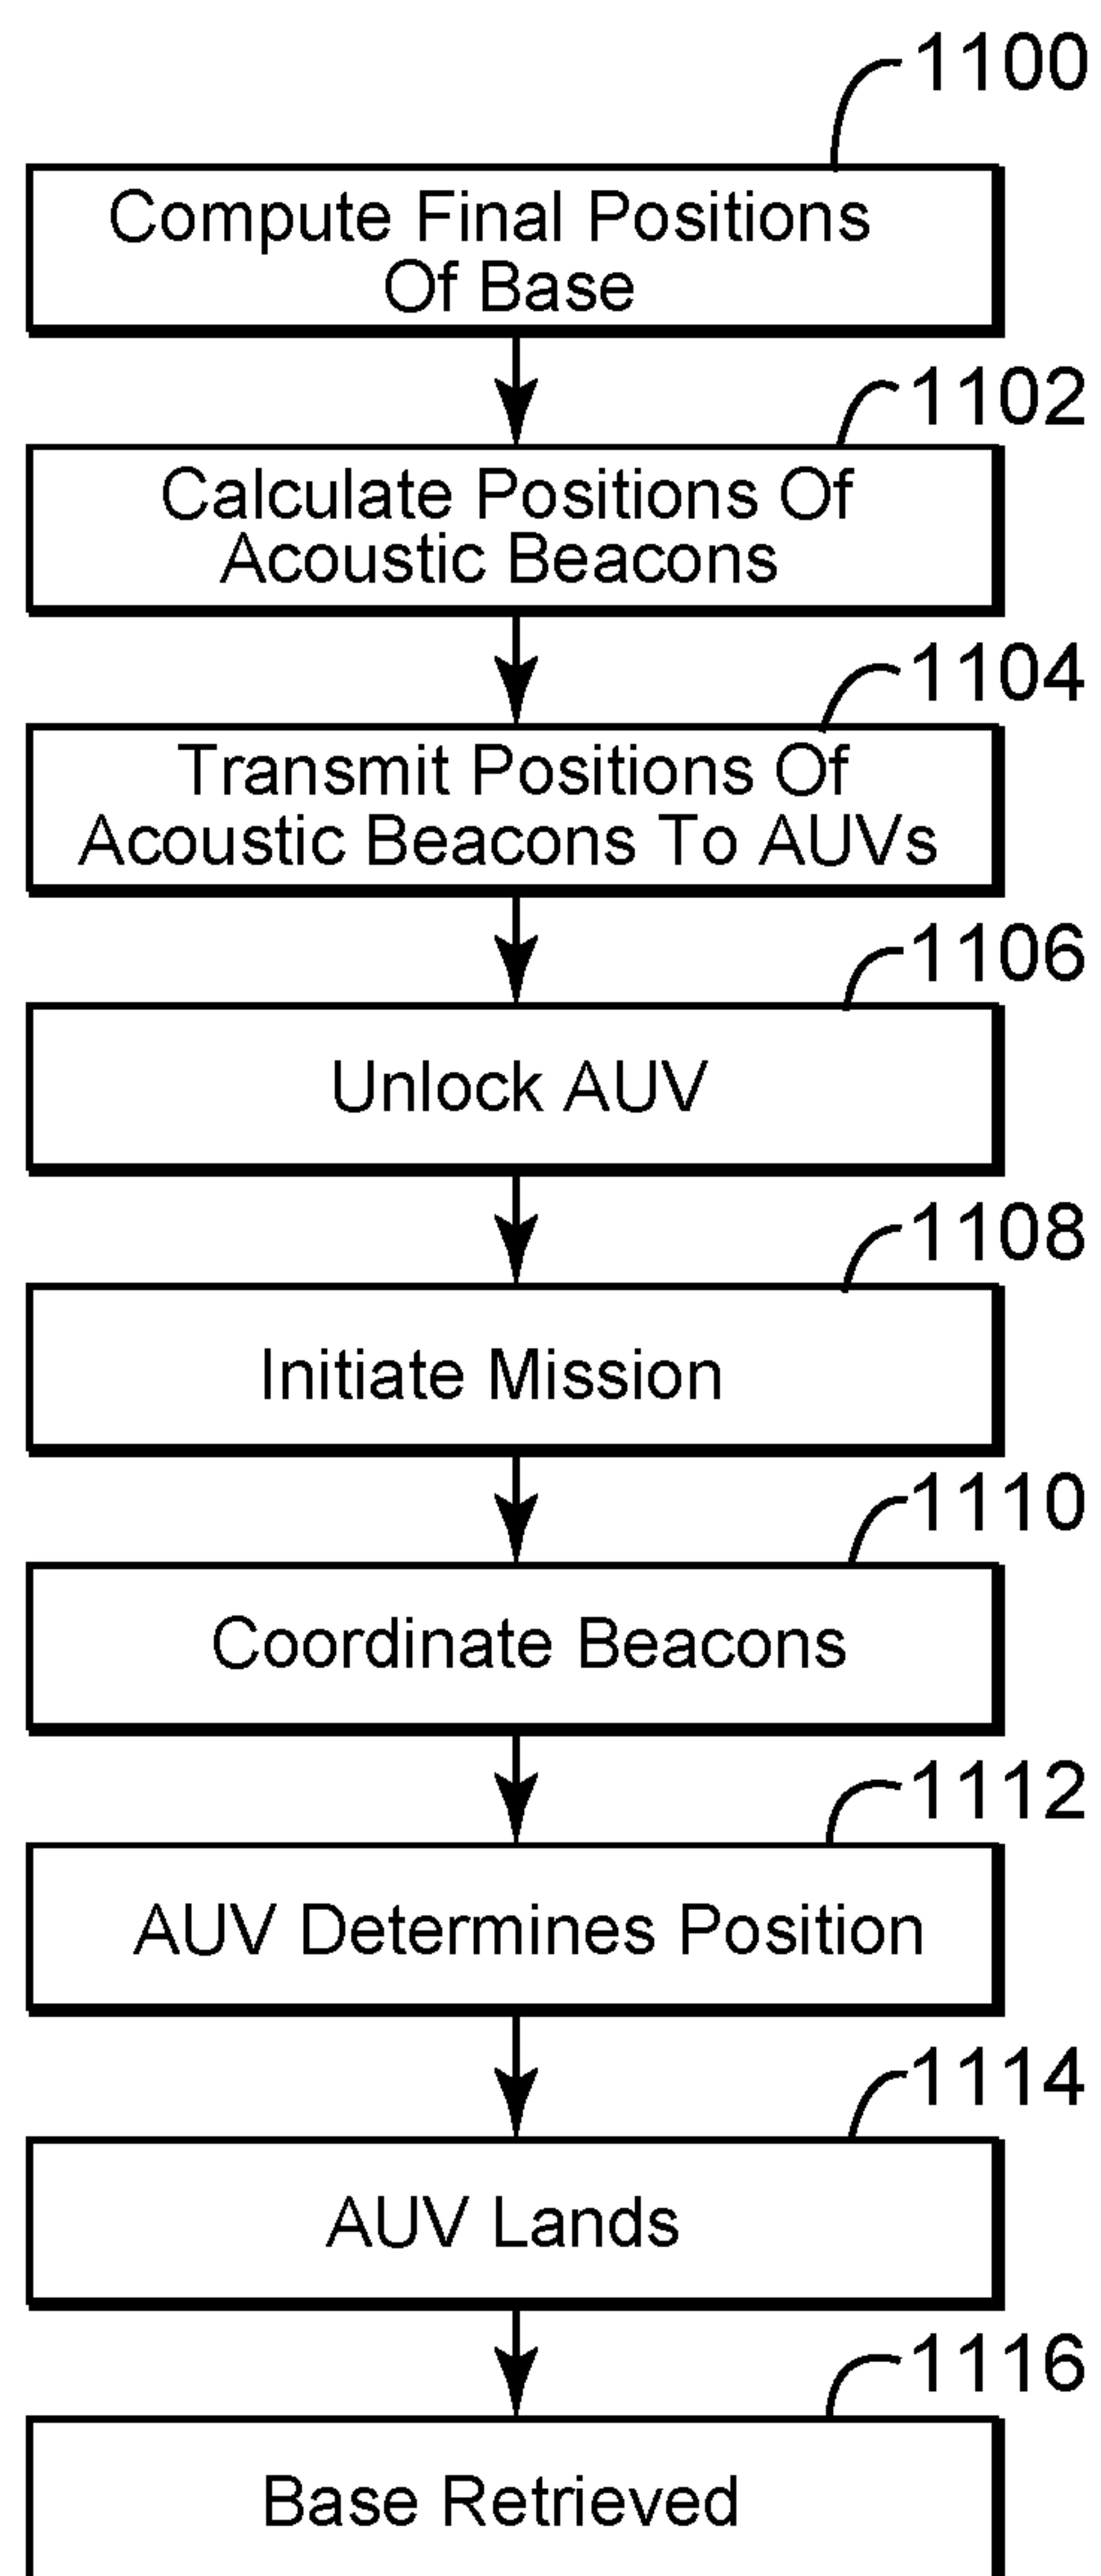 1100
Compute Final Positions
Of Base
1102
Calculate Positions Of
Acoustic Beacons
1104
Transmit Positions Of
Acoustic Beacons To AUVs
1106
Unlock AUV
1108
Initiate Mission
1110
Coordinate Beacons
1112
AUV Determines Position
1114
AUV Lands
1116
Base Retrieved